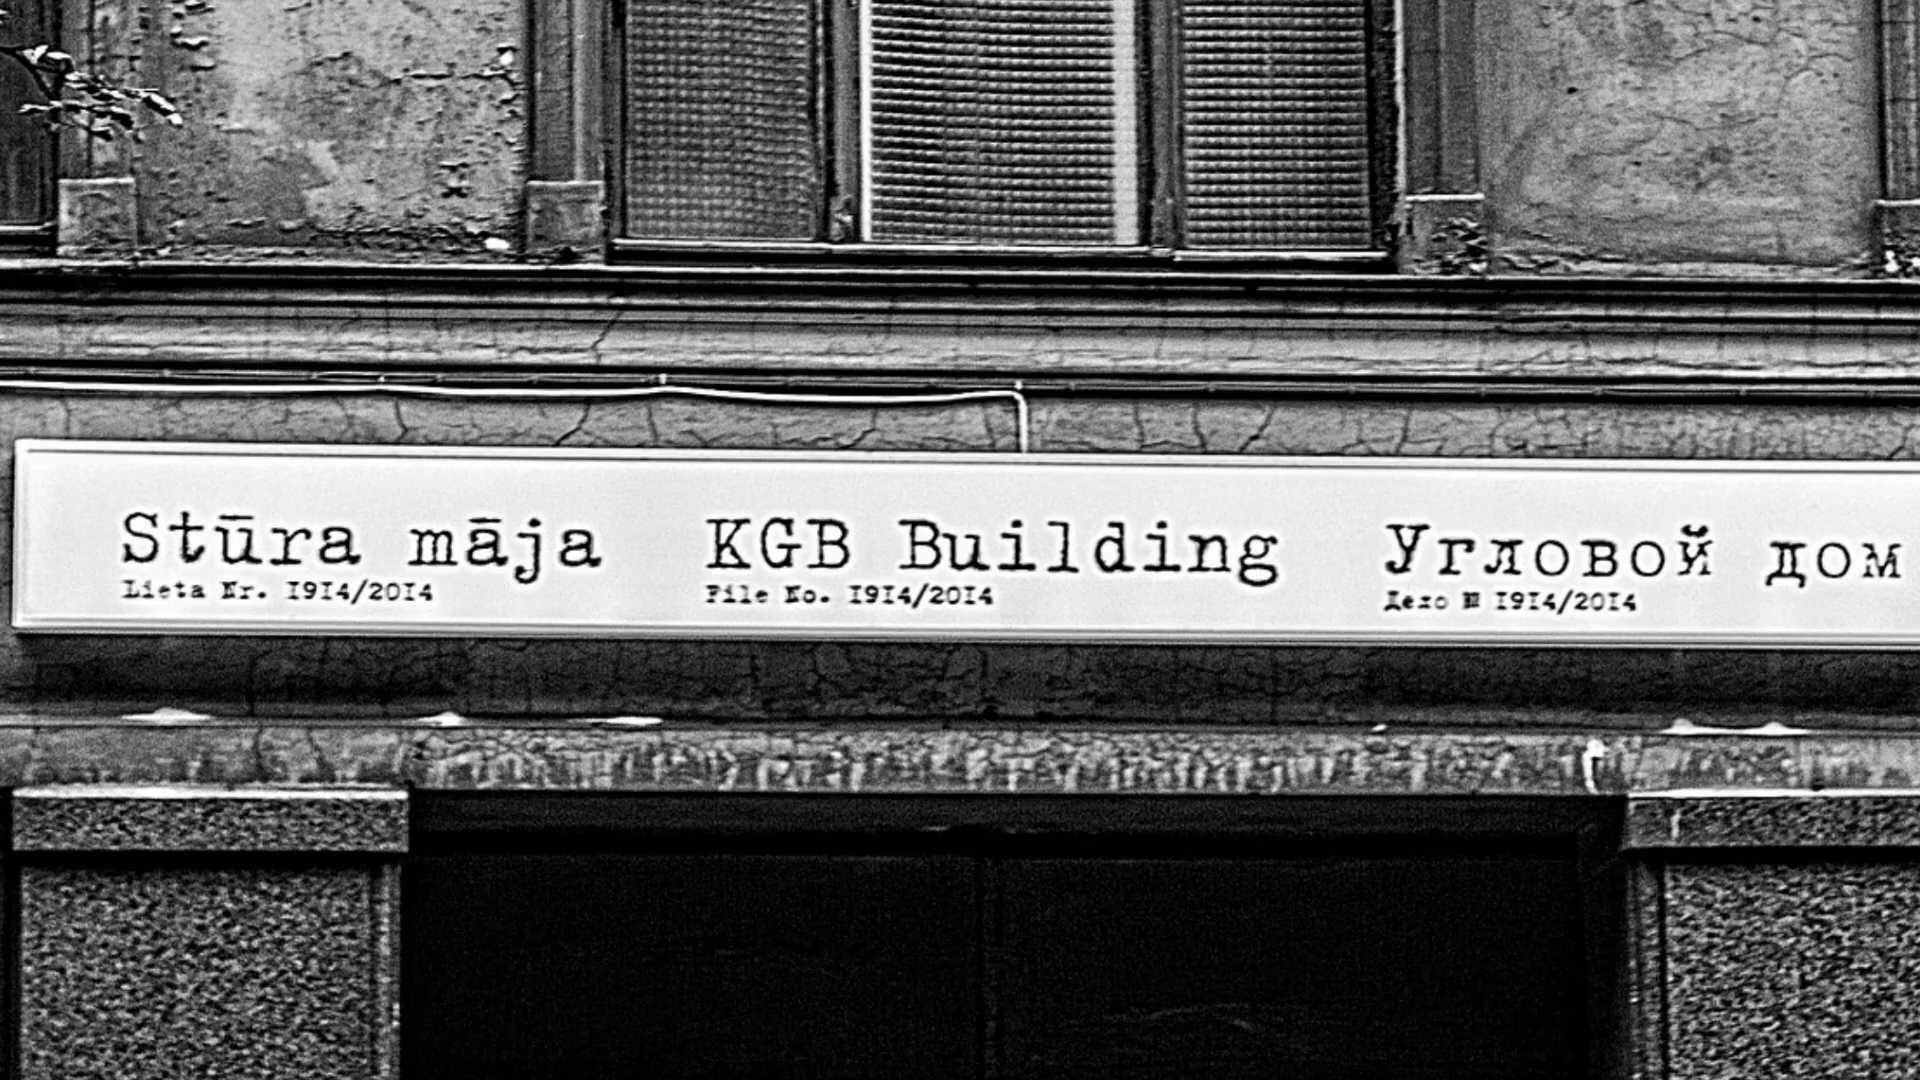 Stūra māja KGB Building Угловой дом
Lieta Nr. 1914/2014 File No. 1914/2014 Дело № 1914/2014